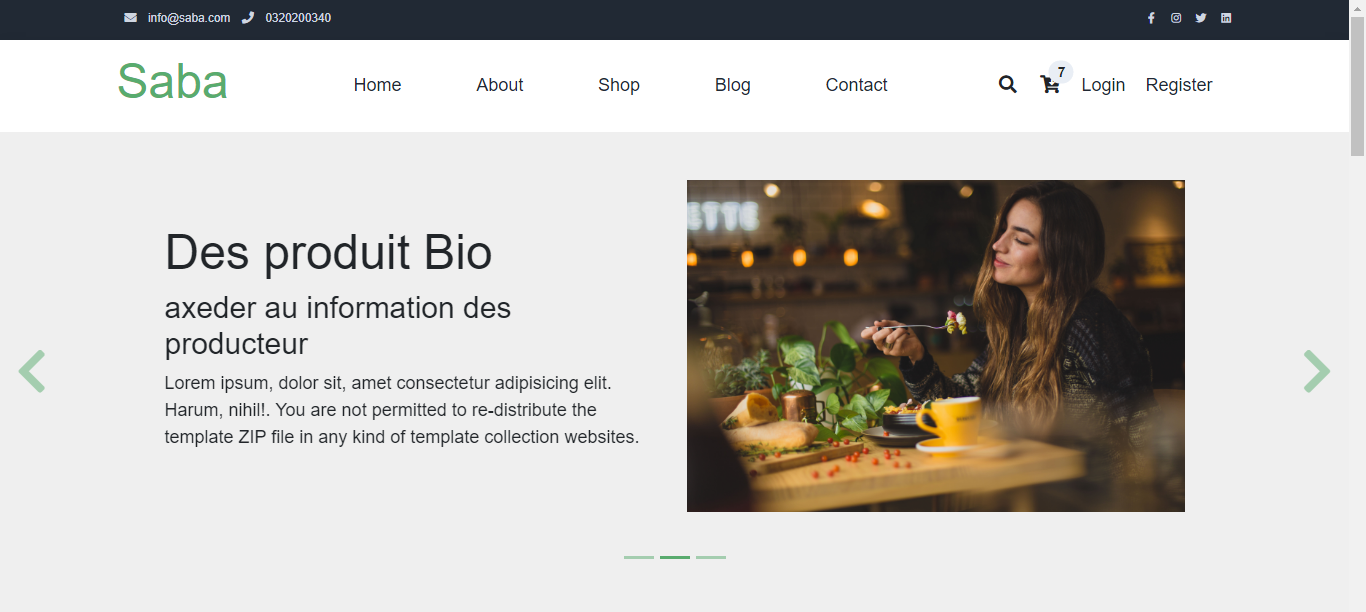 info@saba.com 0320200340
Saba
Home About Shop Blog Contact
7
Login Register
ETTE
Des produit Bio
axeder au information des
producteur
Lorem ipsum, dolor sit, amet consectetur adipisicing elit.
Harum, nihil!. You are not permitted to re-distribute the
template ZIP file in any kind of template collection websites.